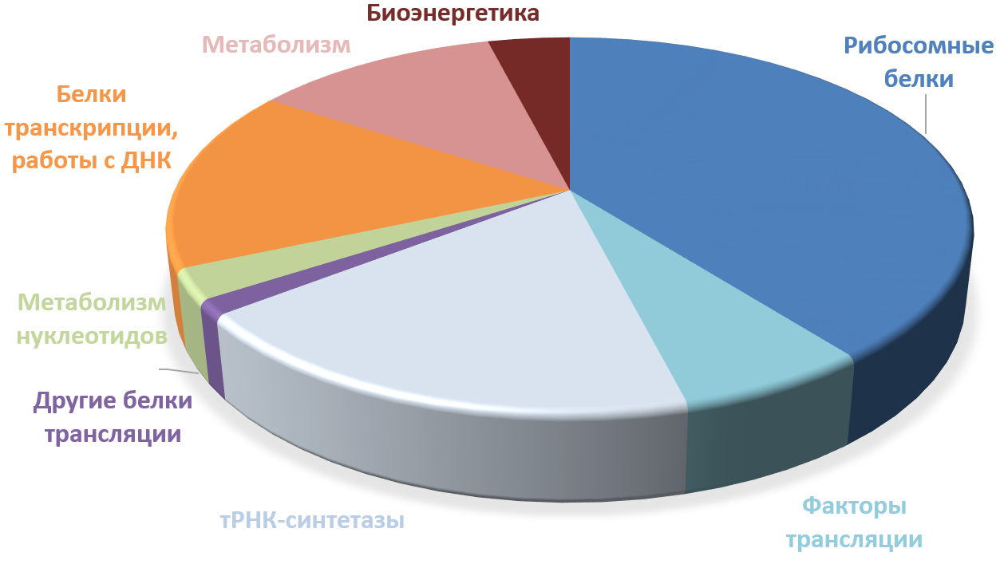 Биоэнергетика
Метаболизм
Рибосомные
белки
Белки
транскрипции,
работы с ДНК
Метаболизм
нуклеотидов
Другие белки
трансляции
тРНК-синтетазы
Факторы
трансляции